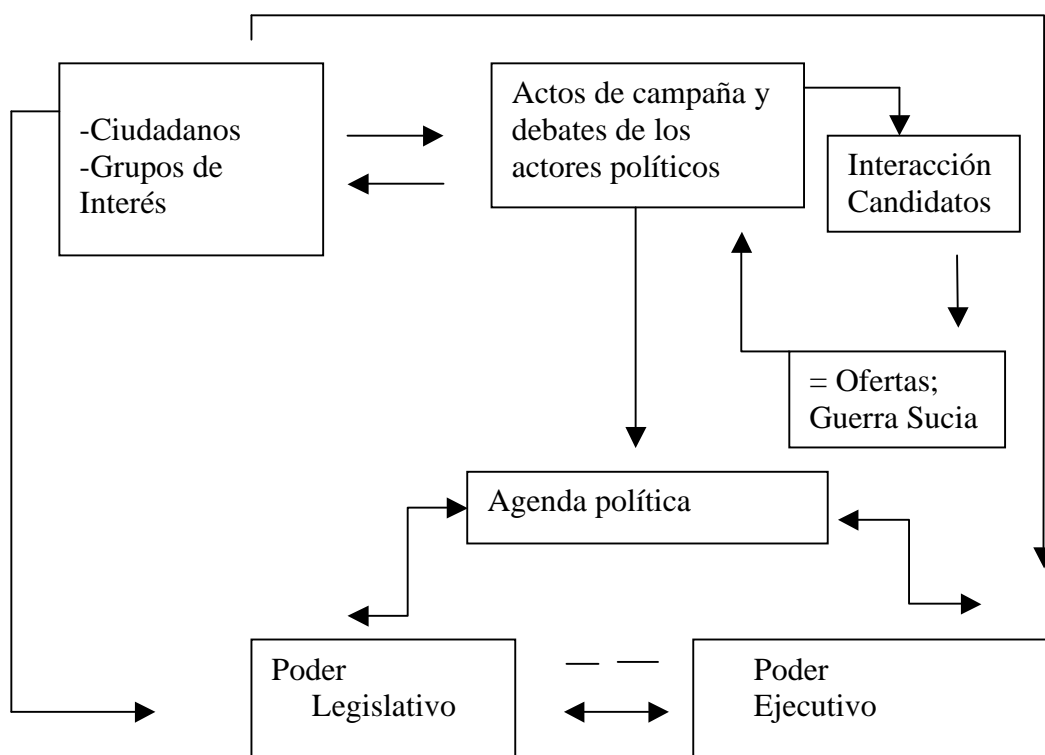 -Ciudadanos
-Grupos de
Interés
Actos de campaña y
debates de los
actores políticos
Interacción
Candidatos
= Ofertas;
Guerra Sucia
Agenda política
Poder
Legislativo
Poder
Ejecutivo